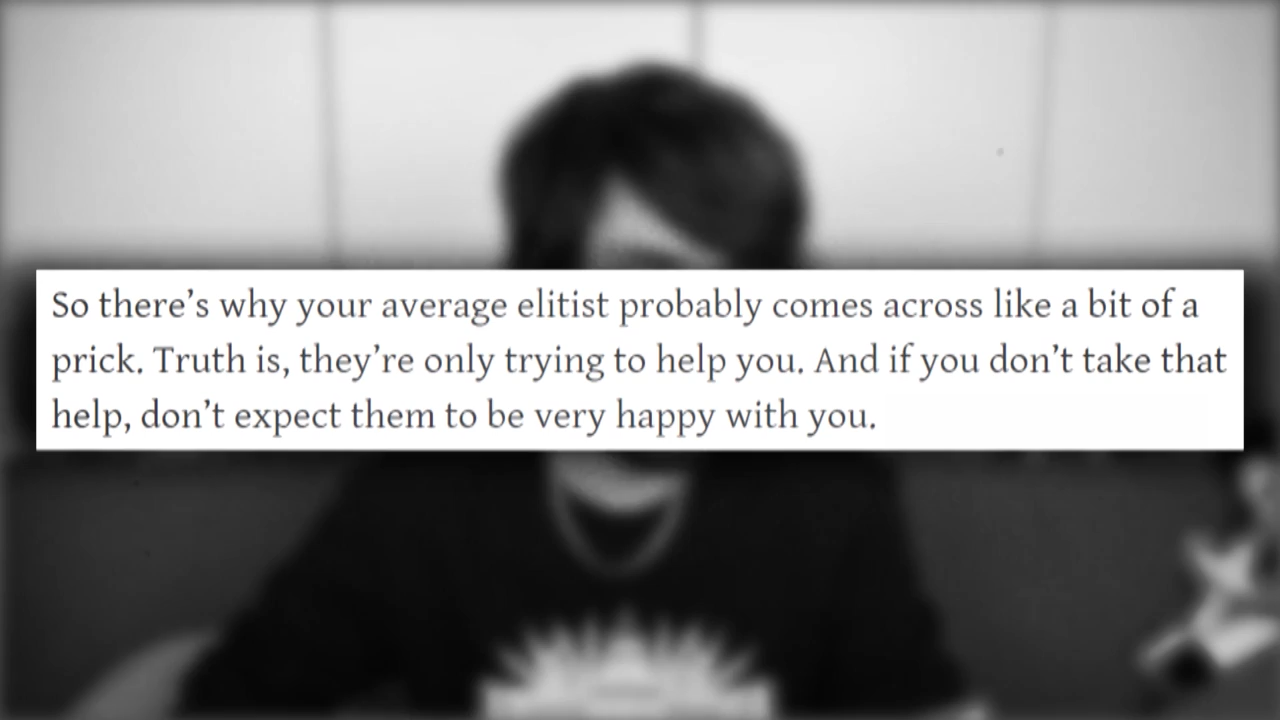 So there’s why your average elitist probably comes across like a bit of a
prick. Truth is, they’re only trying to help you. And if you don’t take that
help, don’t expect them to be very happy with you.